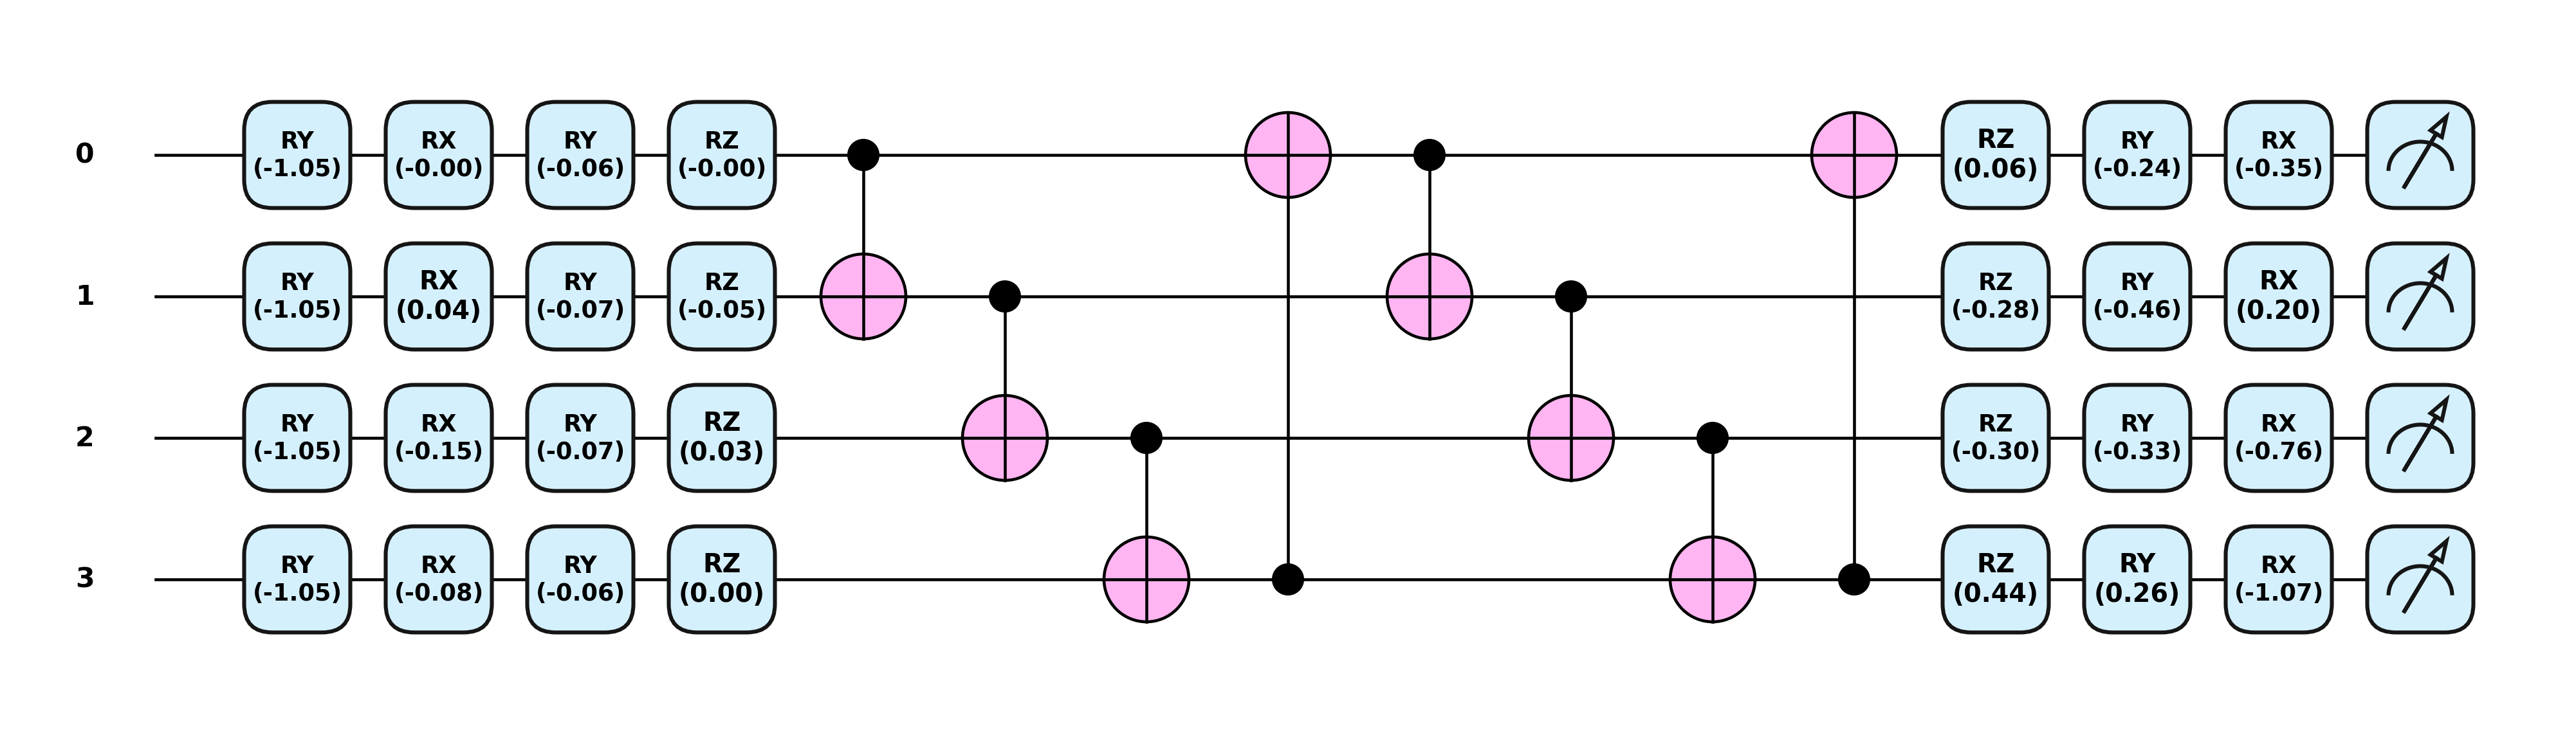 0 RY RX RY RZ RZ RY RX
(-1.05) (-0.00) (-0.06) (-0.00) (0.06) (-0.24) (-0.35)
1 RY RX RY RZ RZ RY RX
(-1.05) (0.04) (-0.07) (-0.05) (-0.28) (-0.46) (0.20)
2 RY RX RY RZ RZ RY RX
(-1.05) (-0.15) (-0.07) (0.03) (-0.30) (-0.33) (-0.76)
3 RY RX RY RZ RZ RY RX
(-1.05) (-0.08) (-0.06) (0.00) (0.44) (0.26) (-1.07)